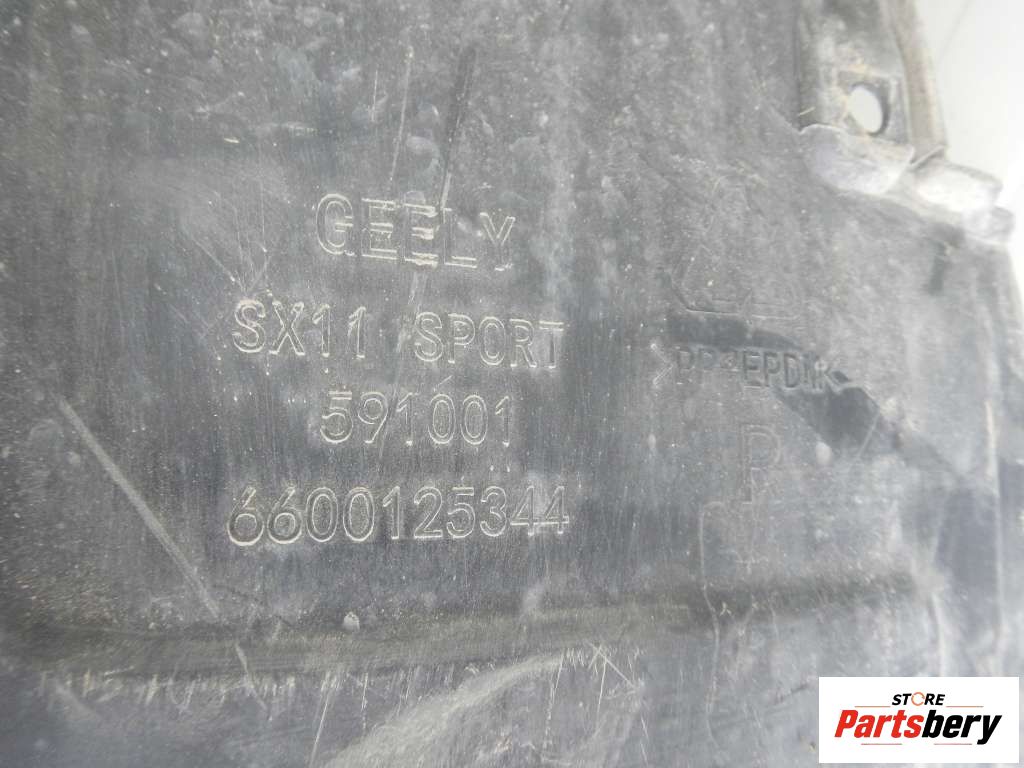 GEELY
SX11 SPORT
591001
6600125344
>PP+EPDM<
STORE
Partsbery